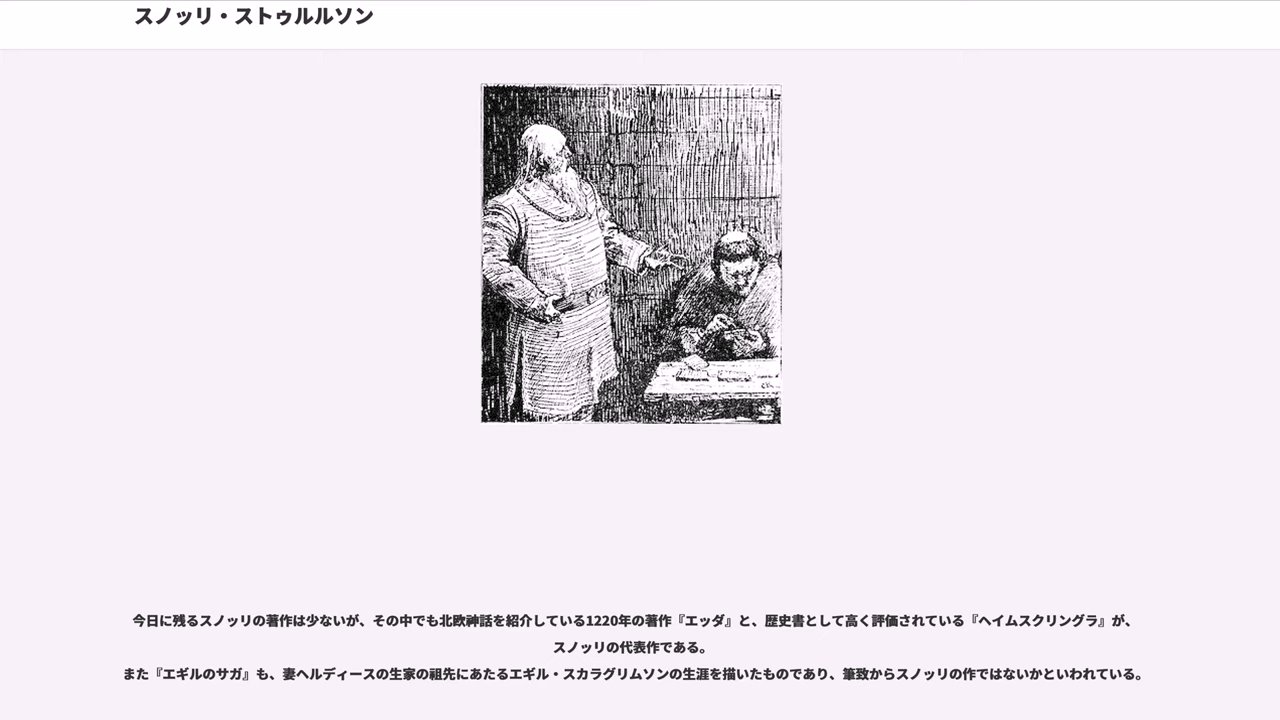 スノッリ・ストゥルルソン
今日に残るスノッリの著作は少ないが、その中でも北欧神話を紹介している1220年の著作『エッダ』と、歴史書として高く評価されている『ヘイムスクリングラ』が、
スノッリの代表作である。
また『エギルのサガ』も、妻ヘルディースの生家の祖先にあたるエギル・スカラグリムソンの生涯を描いたものであり、筆致からスノッリの作ではないかといわれている。